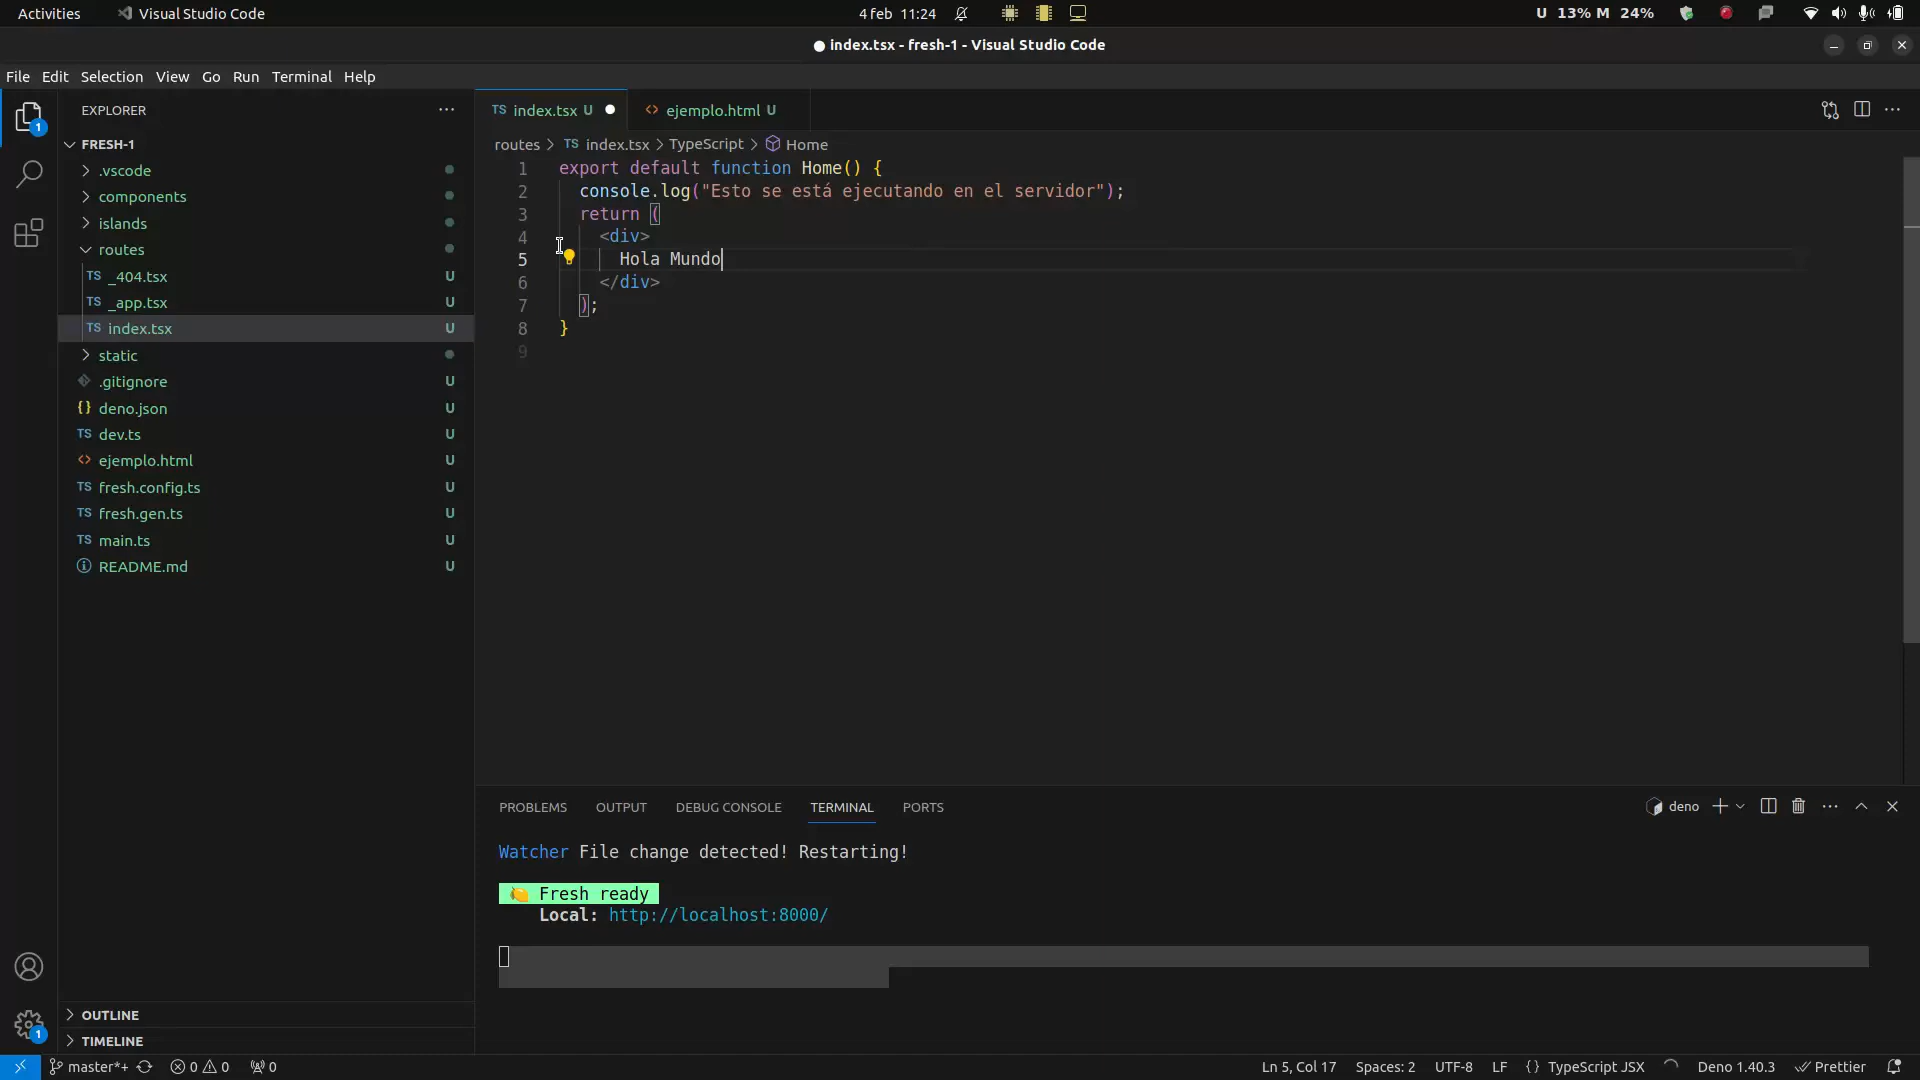 Activities Visual Studio Code 4 feb 11:24 U 13% M 24%
index.tsx - fresh-1 - Visual Studio Code
File Edit Selection View Go Run Terminal Help
EXPLORER
FRESH-1
.vscode
components
islands
routes
TS _404.tsx U
TS _app.tsx U
TS index.tsx U
static
.gitignore U
{} deno.json U
TS dev.ts U
<> ejemplo.html U
TS fresh.config.ts U
TS fresh.gen.ts U
TS main.ts U
README.md U
OUTLINE
TIMELINE
1
1
TS index.tsx U <> ejemplo.html U
routes > TS index.tsx > TypeScript > Home
1 export default function Home() {
2 console.log("Esto se está ejecutando en el servidor");
3 return (
4 <div>
5 Hola Mundo
6 </div>
7 );
8 }
9
PROBLEMS OUTPUT DEBUG CONSOLE TERMINAL PORTS deno
Watcher File change detected! Restarting!
🍋 Fresh ready
Local: http://localhost:8000/
master*+ 0 0 0 Ln 5, Col 17 Spaces: 2 UTF-8 LF {} TypeScript JSX Deno 1.40.3 Prettier